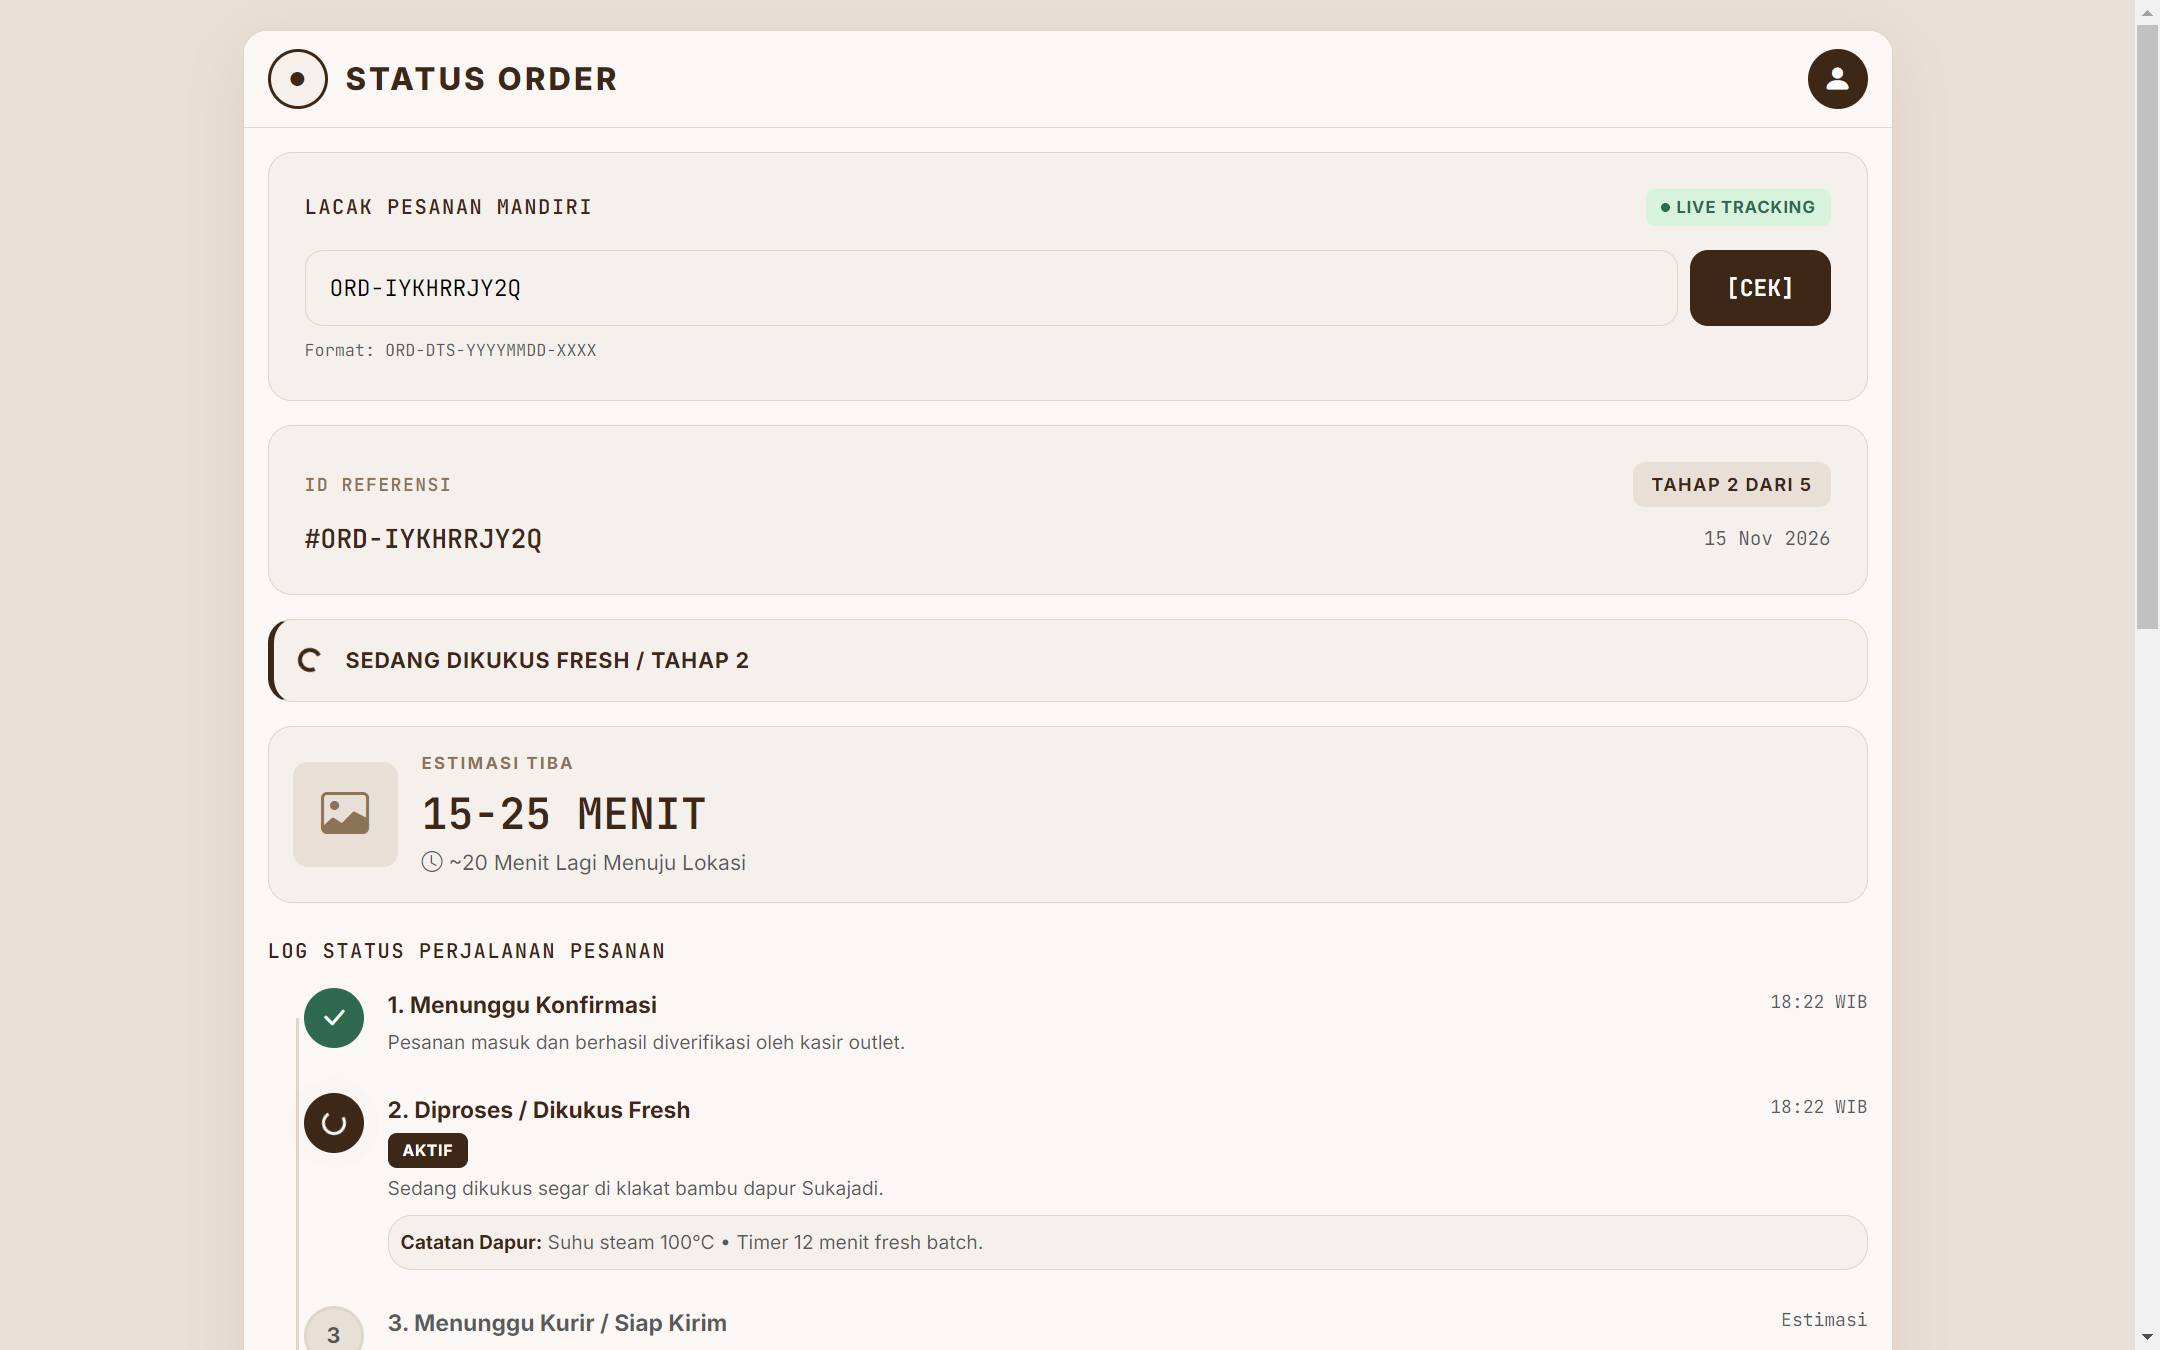 STATUS ORDER
LACAK PESANAN MANDIRI
LIVE TRACKING
ORD-IYKHRRJY2Q
[CEK]
Format: ORD-DTS-YYYYMMDD-XXXX
ID REFERENSI
TAHAP 2 DARI 5
#ORD-IYKHRRJY2Q
15 Nov 2026
SEDANG DIKUKUS FRESH / TAHAP 2
ESTIMASI TIBA
15-25 MENIT
~20 Menit Lagi Menuju Lokasi
LOG STATUS PERJALANAN PESANAN
1. Menunggu Konfirmasi
18:22 WIB
Pesanan masuk dan berhasil diverifikasi oleh kasir outlet.
2. Diproses / Dikukus Fresh
18:22 WIB
AKTIF
Sedang dikukus segar di klakat bambu dapur Sukajadi.
Catatan Dapur: Suhu steam 100°C • Timer 12 menit fresh batch.
3
3. Menunggu Kurir / Siap Kirim
Estimasi